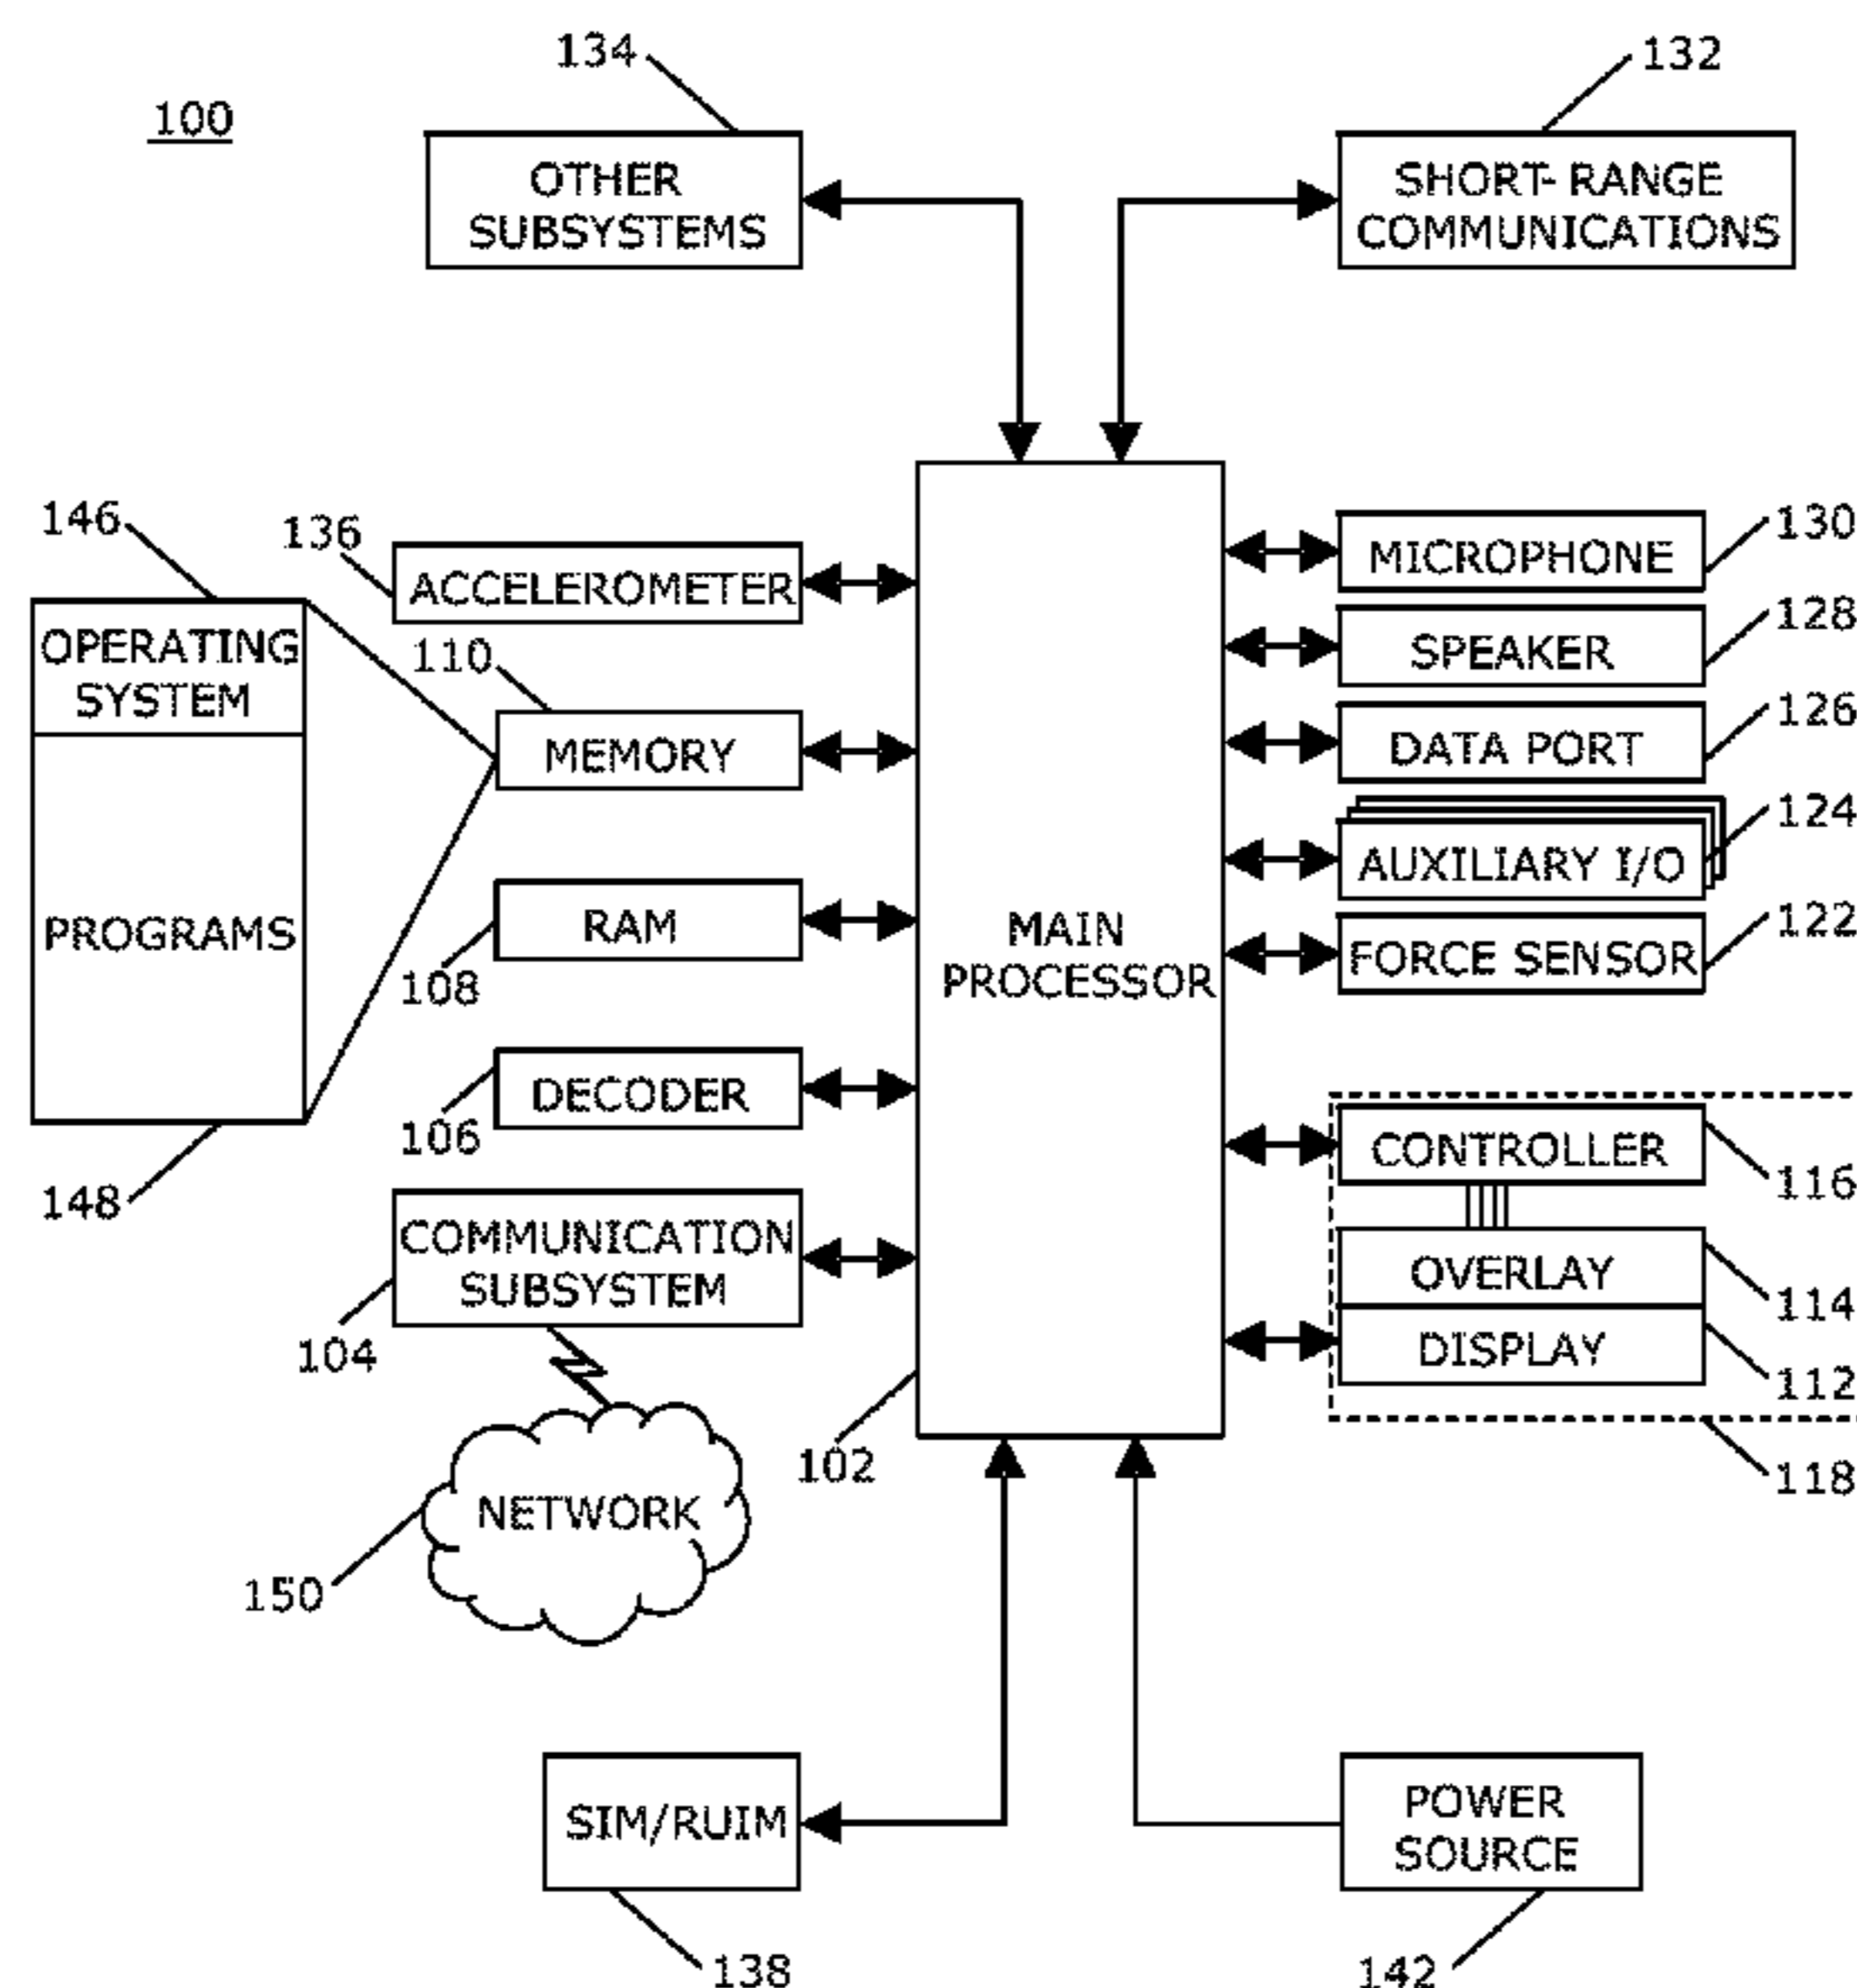 134
132
100
OTHER
SUBSYSTEMS
SHORT-RANGE
COMMUNICATIONS
146
136
ACCELEROMETER
MICROPHONE
130
OPERATING
SYSTEM
110
MEMORY
SPEAKER
128
DATA PORT
126
AUXILIARY I/O
124
PROGRAMS
RAM
108
MAIN
PROCESSOR
FORCE SENSOR
122
DECODER
106
CONTROLLER
116
148
COMMUNICATION
SUBSYSTEM
104
OVERLAY
114
DISPLAY
112
102
118
NETWORK
150
SIM/RUIM
POWER
SOURCE
138
142